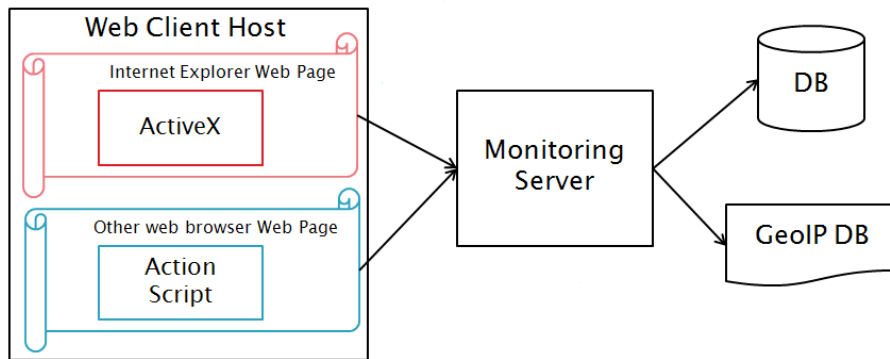 Web Client Host
Internet Explorer Web Page
ActiveX
Other web browser Web Page
Action
Script
Monitoring
Server
DB
GeoIP DB